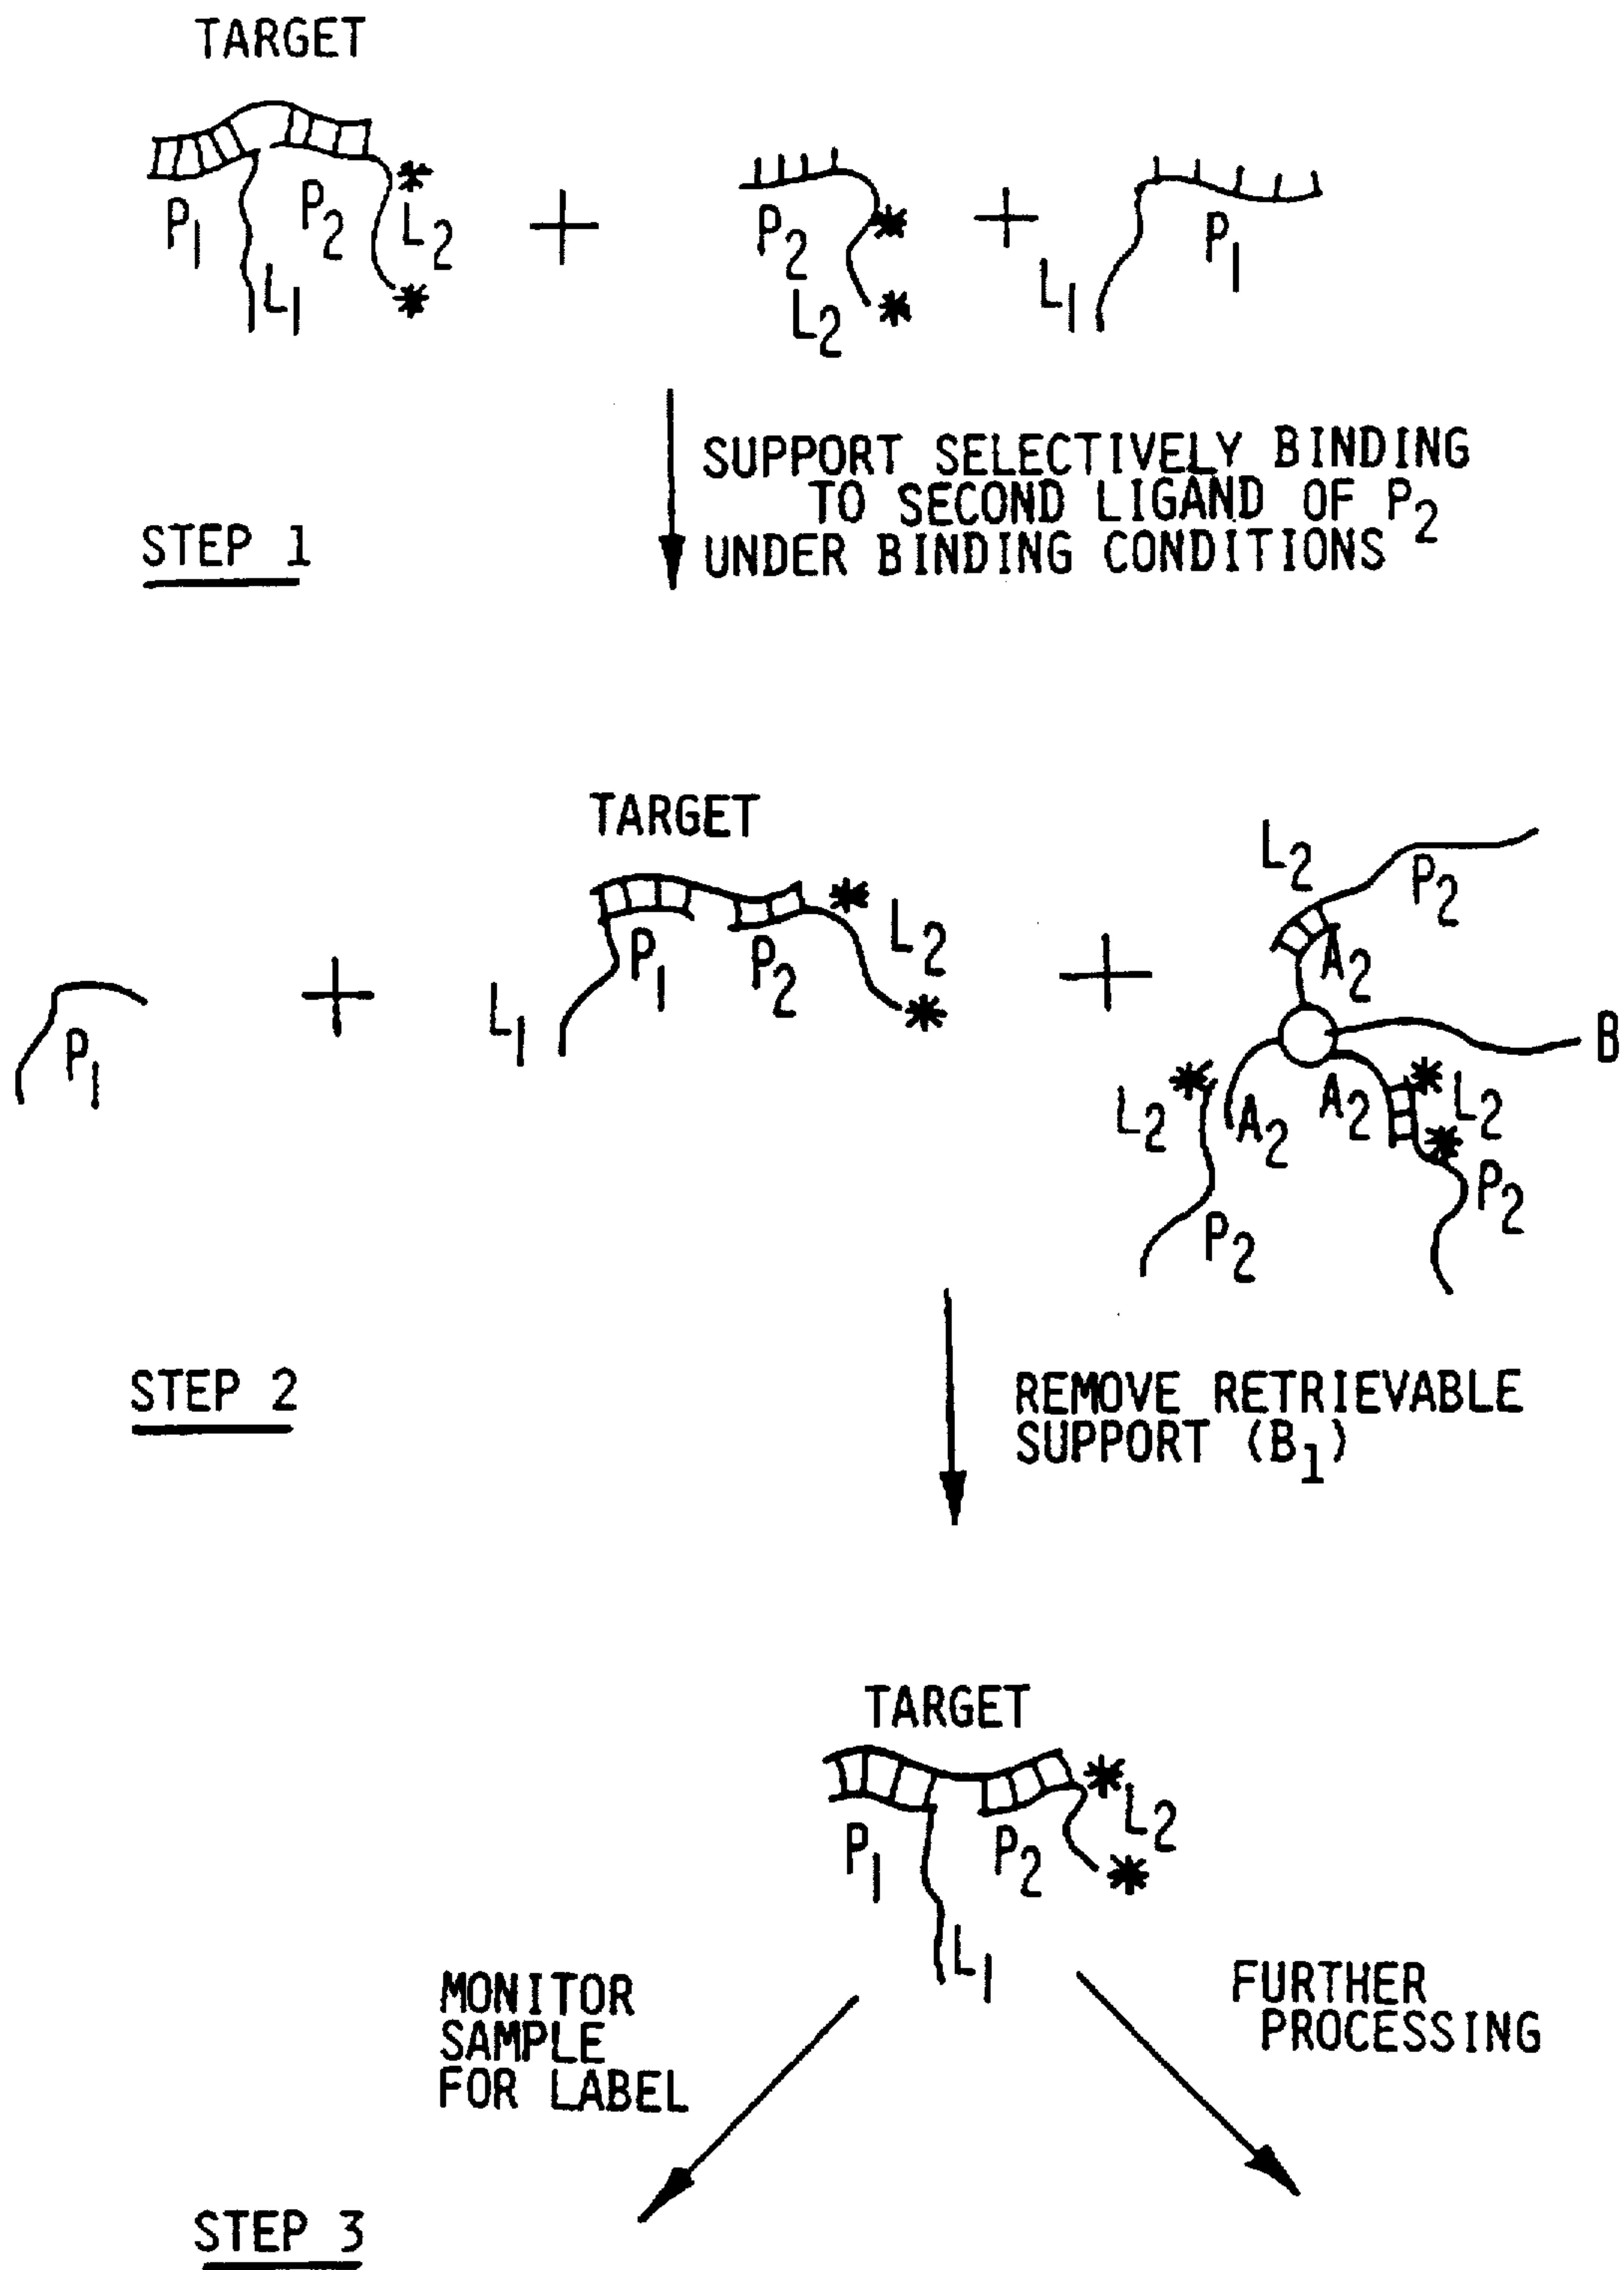 TARGET
P1 L1 P2 * L2 *
+
P2 * L2 *
+
L1 P1
SUPPORT SELECTIVELY BINDING
TO SECOND LIGAND OF P2
UNDER BINDING CONDITIONS
STEP 1
P1
+
TARGET
L1 P1 P2 * L2 *
+
L2 P2
A2
B
* L2 A2 P2
A2 * L2 * P2
STEP 2
REMOVE RETRIEVABLE
SUPPORT (B1)
TARGET
P1 L1 P2 * L2 *
MONITOR
SAMPLE
FOR LABEL
FURTHER
PROCESSING
STEP 3